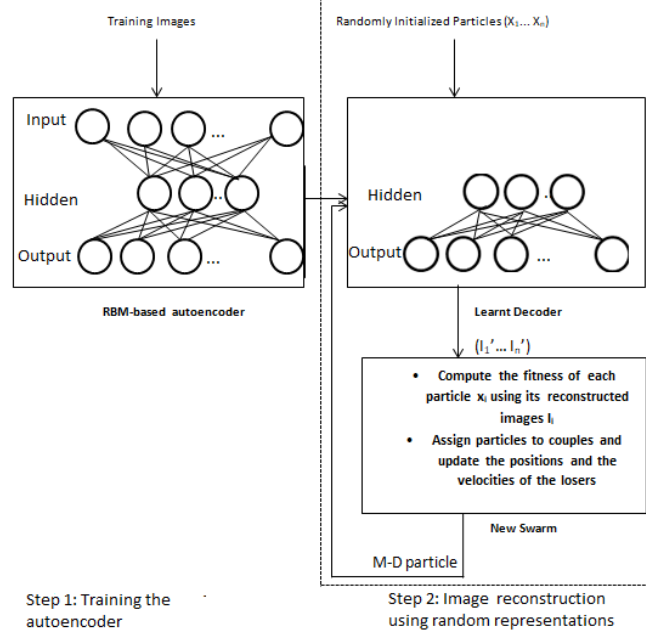 Training Images
Randomly Initialized Particles (X₁... Xₙ)
Input
...
Hidden
..
Output
...
RBM-based autoencoder
Hidden
.
Output
...
Learnt Decoder
(I₁’... Iₙ’)
• Compute the fitness of each
particle xᵢ using its reconstructed
images Iᵢ
• Assign particles to couples and
update the positions and the
velocities of the losers
New Swarm
M-D particle
Step 1: Training the
autoencoder
Step 2: Image reconstruction
using random representations